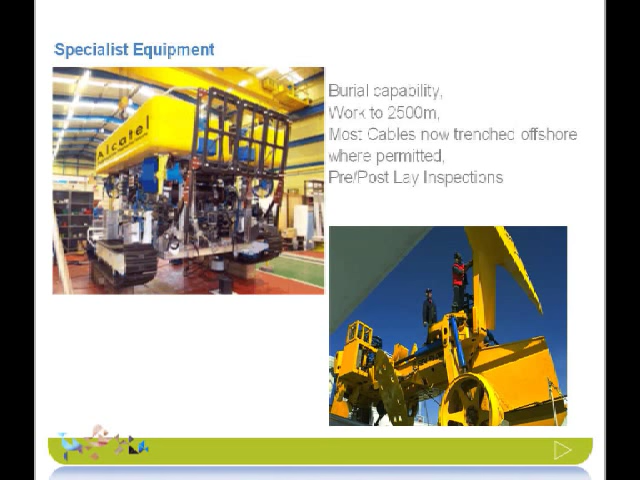 Specialist Equipment
Alcatel
Burial capability,
Work to 2500m,
Most Cables now trenched offshore
where permitted,
Pre/Post Lay Inspections